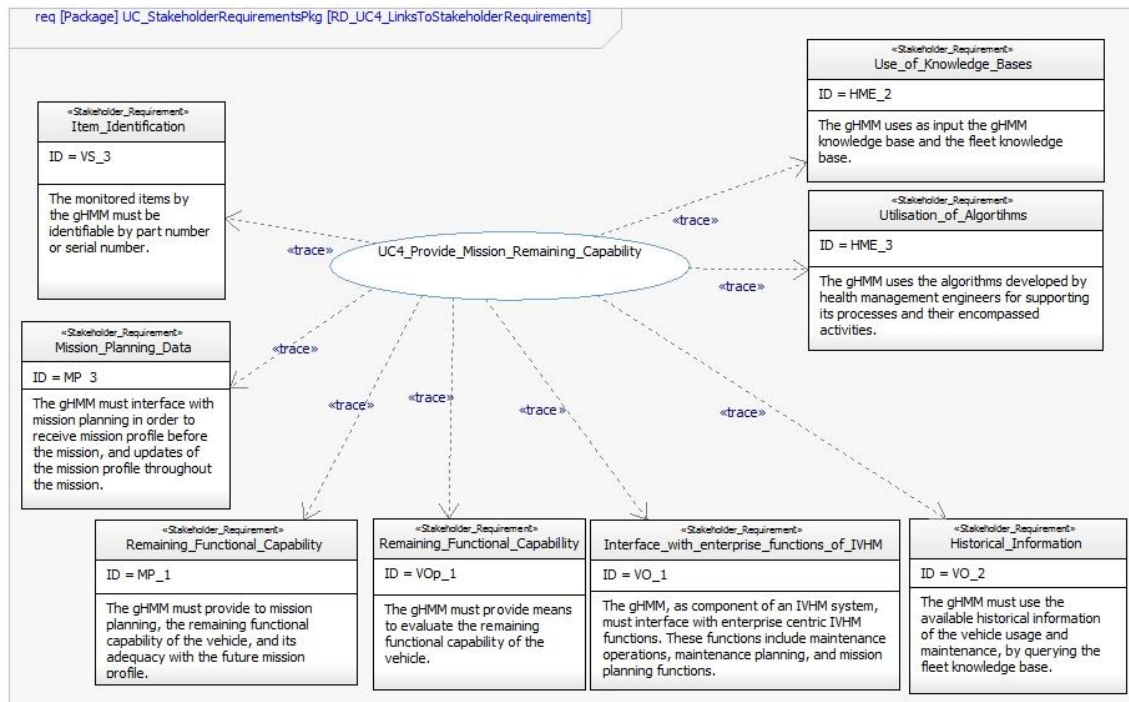 req [Package] UC_StakeholderRequirementsPkg [RD_UC4_LinksToStakeholderRequirements]
«Stakeholder_Requirement»
Use_of_Knowledge_Bases
ID = HME_2
The gHMM uses as input the gHMM
knowledge base and the fleet knowledge
base.
«Stakeholder_Requirement»
Item_Identification
ID = VS_3
The monitored items by
the gHMM must be
identifiable by part number
or serial number.
«Stakeholder_Requirement»
Utilisation_of_Algortihms
ID = HME_3
The gHMM uses the algorithms developed by
health management engineers for supporting
its processes and their encompassed
activities.
UC4_Provide_Mission_Remaining_Capability
«trace»
«trace»
«trace»
«trace»
«trace»
«trace»
«trace»
«trace»
«Stakeholder_Requirement»
Mission_Planning_Data
ID = MP_3
The gHMM must interface with
mission planning in order to
receive mission profile before
the mission, and updates of
the mission profile throughout
the mission.
«Stakeholder_Requirement»
Remaining_Functional_Capability
ID = MP_1
The gHMM must provide to mission
planning, the remaining functional
capability of the vehicle, and its
adequacy with the future mission
profile.
«Stakeholder_Requirement»
Remaining_Functional_Capabillity
ID = VOp_1
The gHMM must provide means
to evaluate the remaining
functional capability of the
vehicle.
«Stakeholder_Requirement»
Interface_with_enterprise_functions_of_IVHM
ID = VO_1
The gHMM, as component of an IVHM system,
must interface with enterprise centric IVHM
functions. These functions include maintenance
operations, maintenance planning, and mission
planning functions.
«Stakeholder_Requirement»
Historical_Information
ID = VO_2
The gHMM must use the
available historical information
of the vehicle usage and
maintenance, by querying the
fleet knowledge base.